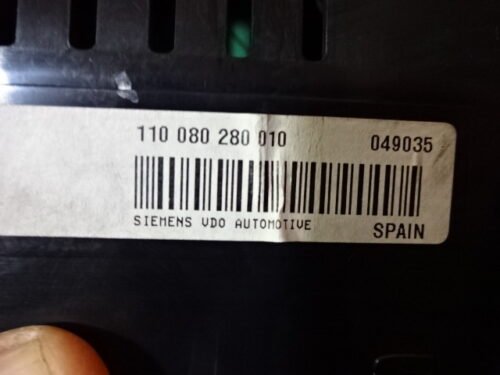 110 080 280 010 049035
SIEMENS VDO AUTOMOTIVE SPAIN